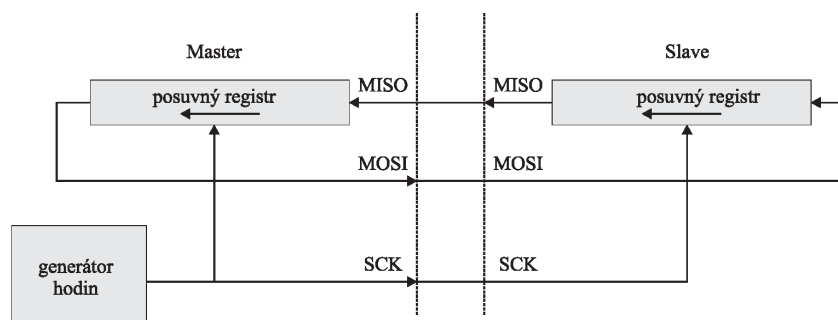 Master
Slave
posuvný registr
MISO
MISO
posuvný registr
MOSI
MOSI
generátor
hodin
SCK
SCK